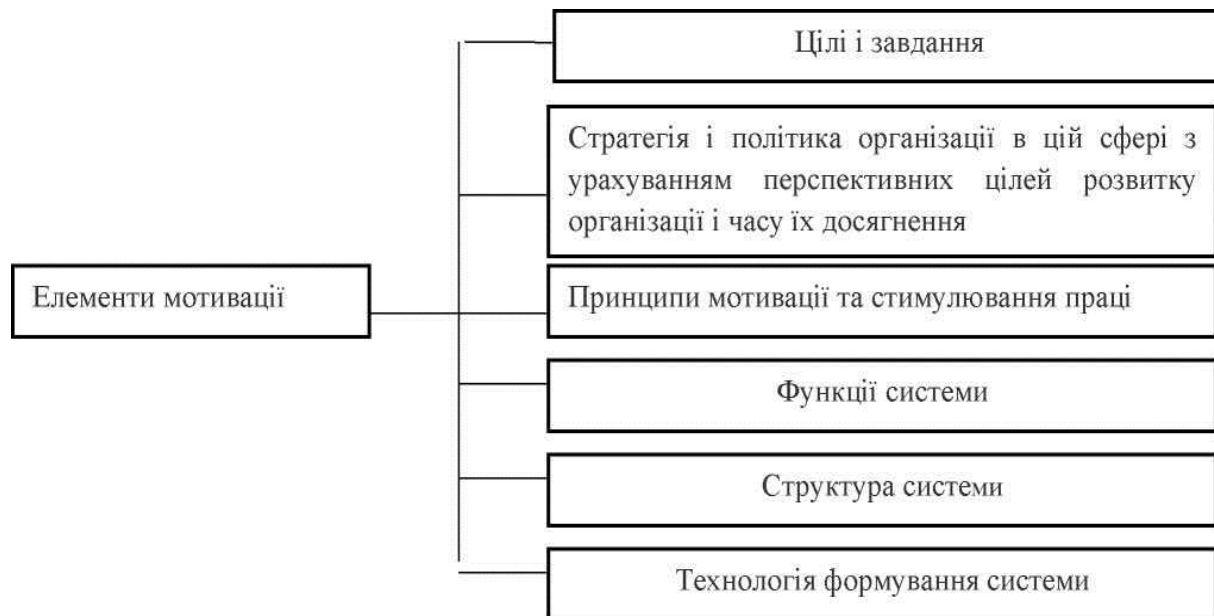 Цілі і завдання
Стратегія і політика організації в цій сфері з
урахуванням перспективних цілей розвитку
організації і часу їх досягнення
Елементи мотивації
Принципи мотивації та стимулювання праці
Функції системи
Структура системи
Технологія формування системи